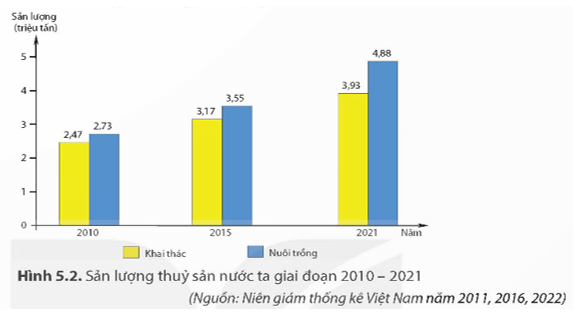 Sản lượng
(triệu tấn)
5
4
3
2
1
0
2,47
2,73
3,17
3,55
3,93
4,88
2010
2015
2021
Năm
Khai thác
Nuôi trồng
Hình 5.2. Sản lượng thuỷ sản nước ta giai đoạn 2010 – 2021
(Nguồn: Niên giám thống kê Việt Nam năm 2011, 2016, 2022)